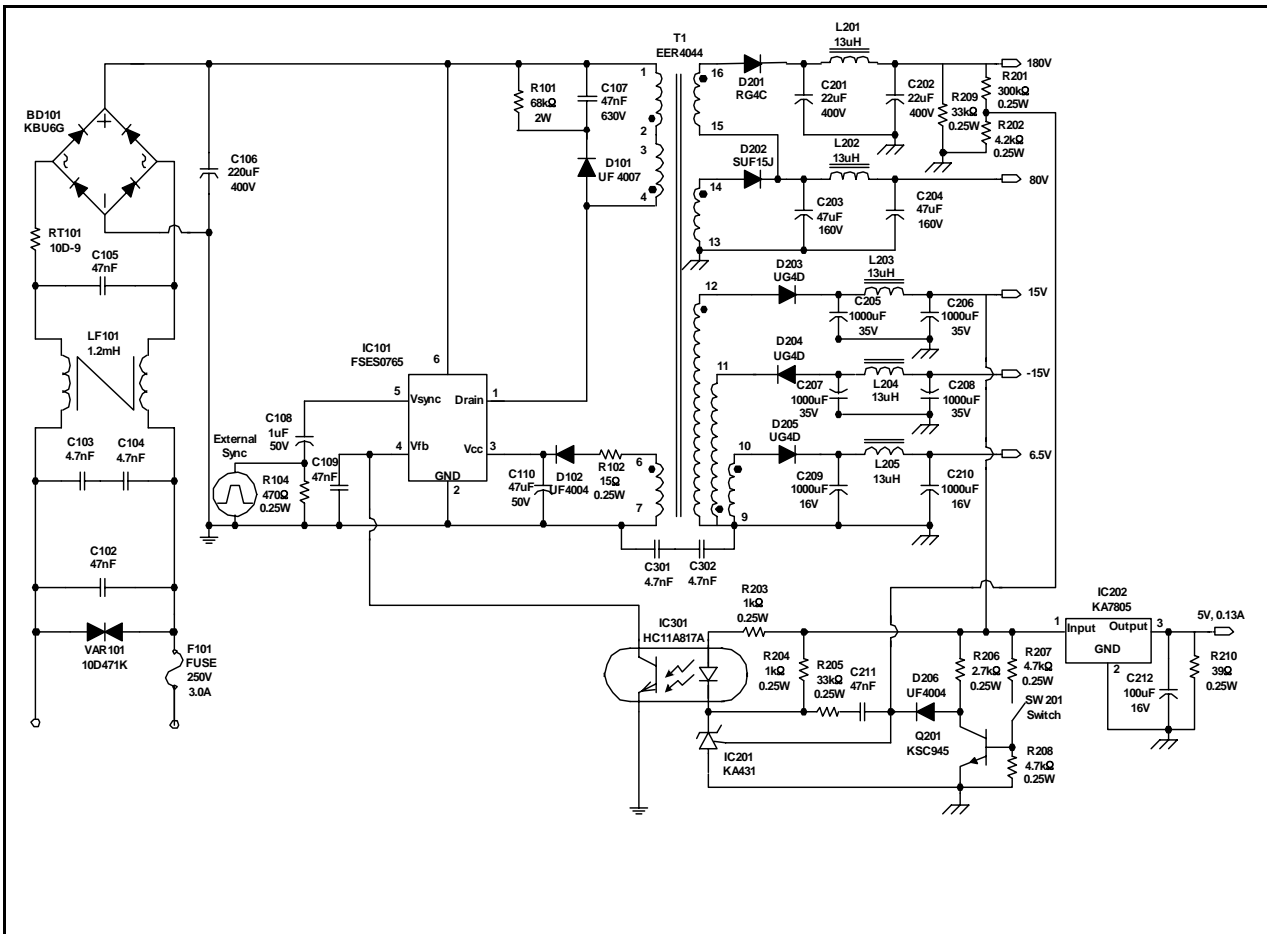 T1
EER4044
L201
13uH
180V
1
16
D201
RG4C
R101
68kΩ
2W
C107
47nF
630V
C201
22uF
400V
C202
22uF
400V
R209
33kΩ
0.25W
R201
300kΩ
0.25W
R202
4.2kΩ
0.25W
BD101
KBU6G
C106
220uF
400V
2
3
4
15
D101
UF 4007
D202
SUF15J
L202
13uH
80V
14
13
C203
47uF
160V
C204
47uF
160V
RT101
10D-9
C105
47nF
D203
UG4D
L203
13uH
15V
12
C205
1000uF
35V
C206
1000uF
35V
LF101
1.2mH
IC101
FSES0765
6
5
Vsync
Drain
1
4
Vfb
Vcc
3
GND
2
D204
UG4D
11
C207
1000uF
35V
L204
13uH
C208
1000uF
35V
-15V
D205
UG4D
10
L205
13uH
6.5V
C209
1000uF
16V
C210
1000uF
16V
9
C103
4.7nF
C104
4.7nF
External
Sync
C108
1uF
50V
R104
470Ω
0.25W
C109
47nF
C110
47uF
50V
D102
UF4004
R102
15Ω
0.25W
6
7
C301
4.7nF
C302
4.7nF
C102
47nF
VAR101
10D471K
F101
FUSE
250V
3.0A
IC301
HC11A817A
R203
1kΩ
0.25W
R204
1kΩ
0.25W
R205
33kΩ
0.25W
C211
47nF
D206
UF4004
R206
2.7kΩ
0.25W
R207
4.7kΩ
0.25W
SW 201
Switch
Q201
KSC945
R208
4.7kΩ
0.25W
IC201
KA431
IC202
KA7805
1
Input
Output
3
GND
2
5V, 0.13A
C212
100uF
16V
R210
39Ω
0.25W